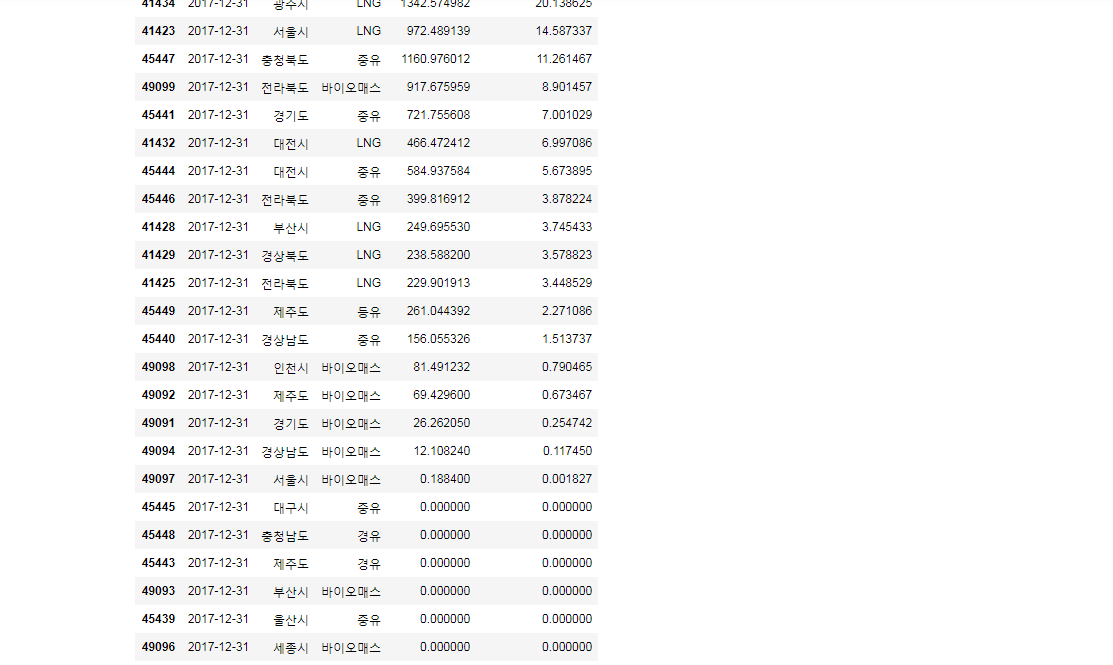 41434 2017-12-31 광주시 LNG 1342.574982 20.138625
41423 2017-12-31 서울시 LNG 972.489139 14.587337
45447 2017-12-31 충청북도 중유 1160.976012 11.261467
49099 2017-12-31 전라북도 바이오매스 917.675959 8.901457
45441 2017-12-31 경기도 중유 721.755608 7.001029
41432 2017-12-31 대전시 LNG 466.472412 6.997086
45444 2017-12-31 대전시 중유 584.937584 5.673895
45446 2017-12-31 전라북도 중유 399.816912 3.878224
41428 2017-12-31 부산시 LNG 249.695530 3.745433
41429 2017-12-31 경상북도 LNG 238.588200 3.578823
41425 2017-12-31 전라북도 LNG 229.901913 3.448529
45449 2017-12-31 제주도 등유 261.044392 2.271086
45440 2017-12-31 경상남도 중유 156.055326 1.513737
49098 2017-12-31 인천시 바이오매스 81.491232 0.790465
49092 2017-12-31 제주도 바이오매스 69.429600 0.673467
49091 2017-12-31 경기도 바이오매스 26.262050 0.254742
49094 2017-12-31 경상남도 바이오매스 12.108240 0.117450
49097 2017-12-31 서울시 바이오매스 0.188400 0.001827
45445 2017-12-31 대구시 중유 0.000000 0.000000
45448 2017-12-31 충청남도 경유 0.000000 0.000000
45443 2017-12-31 제주도 경유 0.000000 0.000000
49093 2017-12-31 부산시 바이오매스 0.000000 0.000000
45439 2017-12-31 울산시 중유 0.000000 0.000000
49096 2017-12-31 세종시 바이오매스 0.000000 0.000000